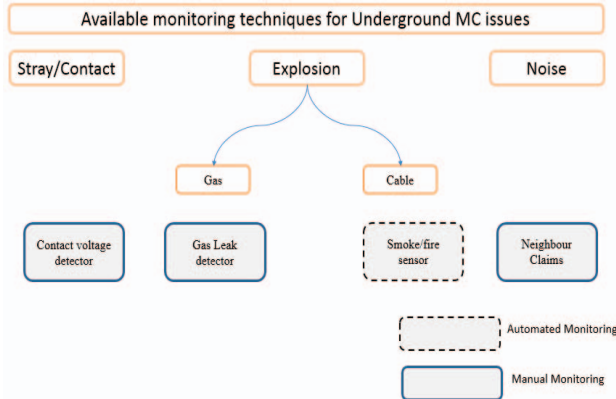 Available monitoring techniques for Underground MC issues
Stray/Contact
Explosion
Noise
Gas
Cable
Contact voltage
detector
Gas Leak
detector
Smoke/fire
sensor
Neighbour
Claims
Automated Monitoring
Manual Monitoring